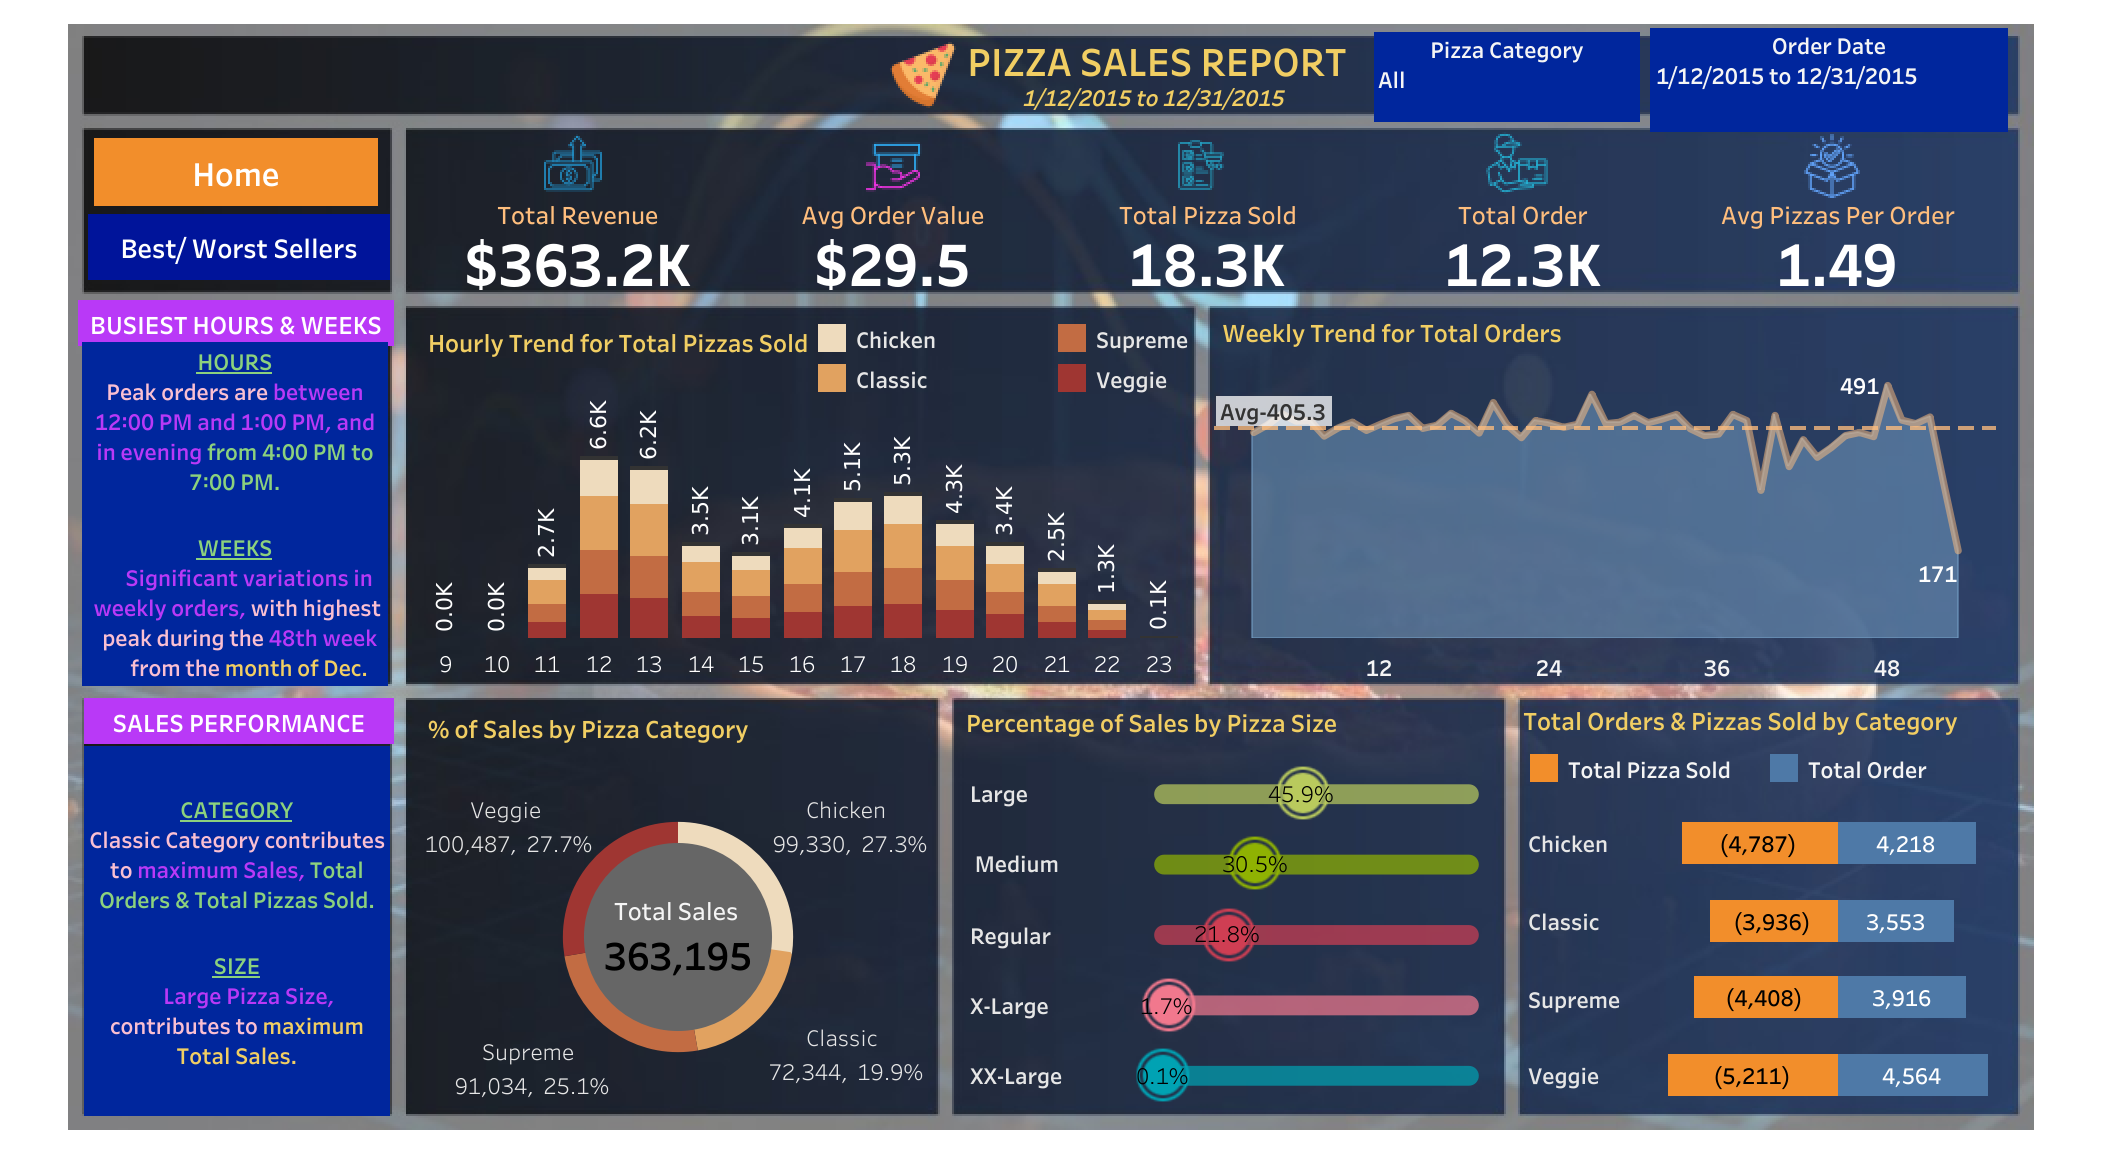 PIZZA SALES REPORT
1/12/2015 to 12/31/2015
Pizza Category
All
Order Date
1/12/2015 to 12/31/2015
Home
Best/ Worst Sellers
Total Revenue
$363.2K
Avg Order Value
$29.5
Total Pizza Sold
18.3K
Total Order
12.3K
Avg Pizzas Per Order
1.49
BUSIEST HOURS & WEEKS
HOURS
Peak orders are between
12:00 PM and 1:00 PM, and
in evening from 4:00 PM to
7:00 PM.
WEEKS
Significant variations in
weekly orders, with highest
peak during the 48th week
from the month of Dec.
Hourly Trend for Total Pizzas Sold
Chicken
Supreme
Classic
Veggie
0.0K
0.0K
2.7K
6.6K
6.2K
3.5K
3.1K
4.1K
5.1K
5.3K
4.3K
3.4K
2.5K
1.3K
0.1K
9 10 11 12 13 14 15 16 17 18 19 20 21 22 23
Weekly Trend for Total Orders
Avg-405.3
491
171
12 24 36 48
SALES PERFORMANCE
CATEGORY
Classic Category contributes
to maximum Sales, Total
Orders & Total Pizzas Sold.
SIZE
Large Pizza Size,
contributes to maximum
Total Sales.
% of Sales by Pizza Category
Veggie
100,487, 27.7%
Chicken
99,330, 27.3%
Total Sales
363,195
Supreme
91,034, 25.1%
Classic
72,344, 19.9%
Percentage of Sales by Pizza Size
Large 45.9%
Medium 30.5%
Regular 21.8%
X-Large 1.7%
XX-Large 0.1%
Total Orders & Pizzas Sold by Category
Total Pizza Sold
Total Order
Chicken (4,787) 4,218
Classic (3,936) 3,553
Supreme (4,408) 3,916
Veggie (5,211) 4,564